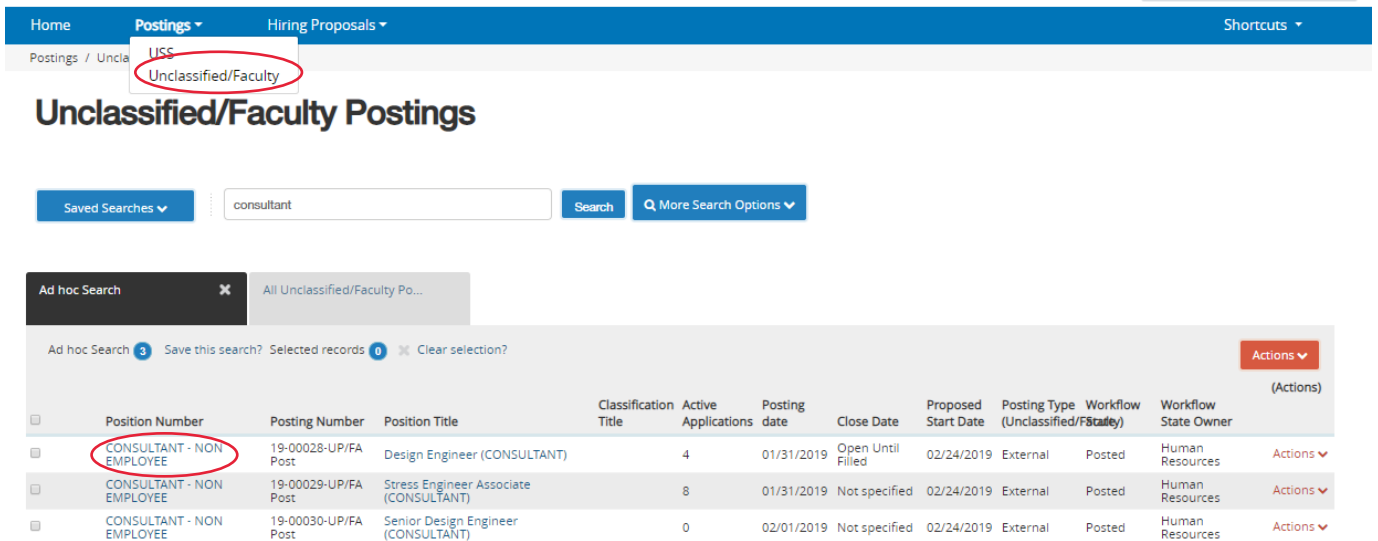 Home Postings Hiring Proposals Shortcuts
USS
Postings / Uncla
Unclassified/Faculty
Unclassified/Faculty Postings
Saved Searches consultant Search More Search Options
Ad hoc Search All Unclassified/Faculty Po...
Ad hoc Search 3 Save this search? Selected records 0 Clear selection? Actions
(Actions)
Classification Active Posting Proposed Posting Type Workflow Workflow
Position Number Posting Number Position Title Title Applications date Close Date Start Date (Unclassified/Faculty) State State Owner
CONSULTANT - NON 19-00028-UP/FA Open Until Human
EMPLOYEE Post Design Engineer (CONSULTANT) 4 01/31/2019 Filled 02/24/2019 External Posted Resources Actions
CONSULTANT - NON 19-00029-UP/FA Stress Engineer Associate Human
EMPLOYEE Post (CONSULTANT) 8 01/31/2019 Not specified 02/24/2019 External Posted Resources Actions
CONSULTANT - NON 19-00030-UP/FA Senior Design Engineer Human
EMPLOYEE Post (CONSULTANT) 0 02/01/2019 Not specified 02/24/2019 External Posted Resources Actions